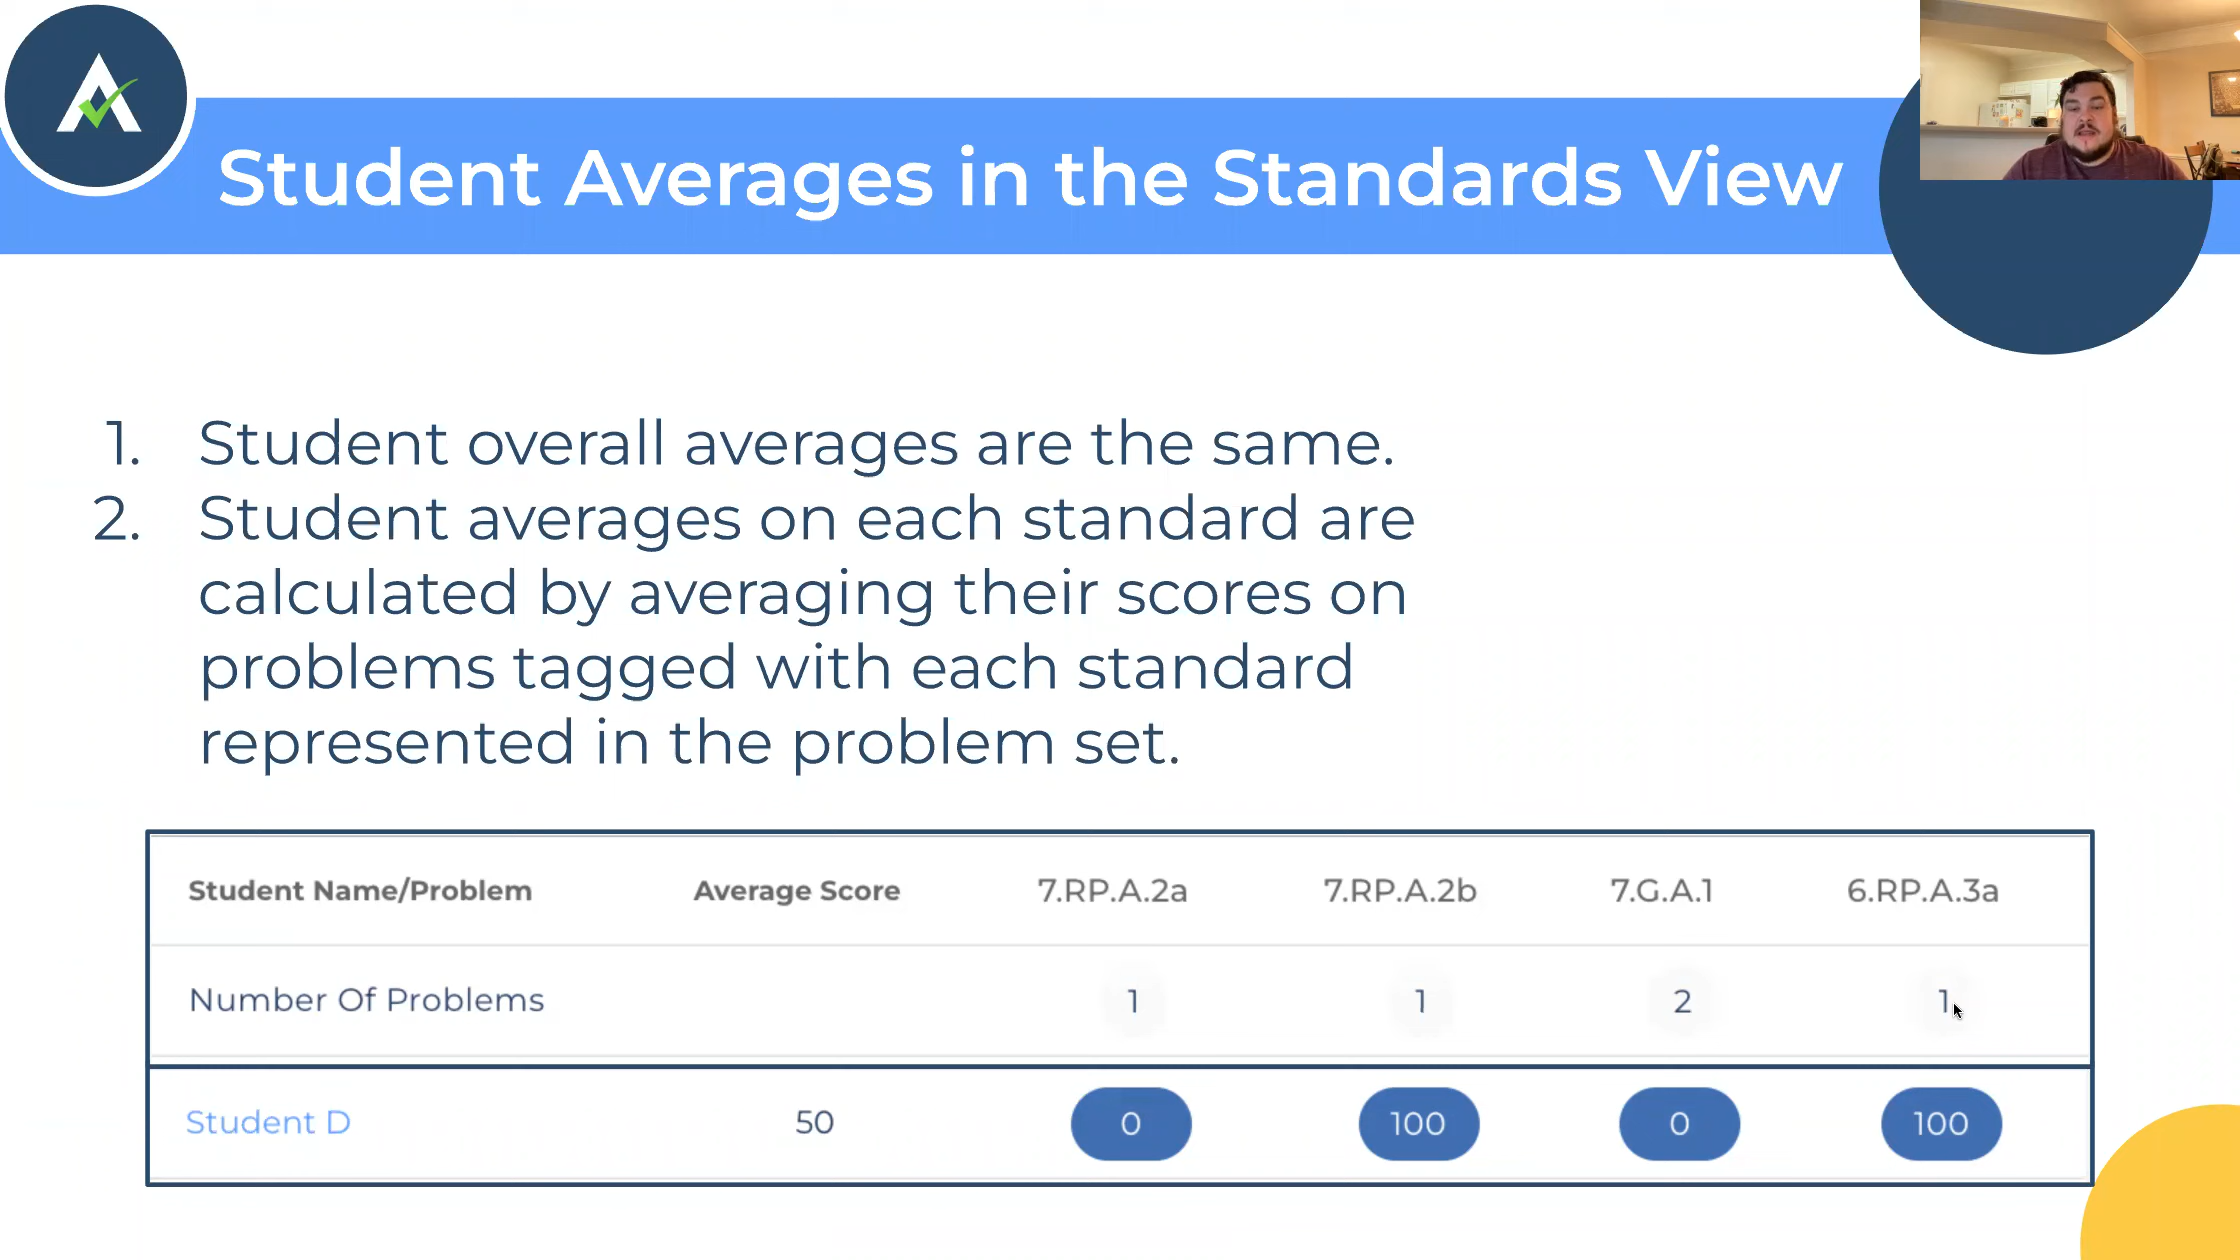 Student Averages in the Standards View
1. Student overall averages are the same.
2. Student averages on each standard are
calculated by averaging their scores on
problems tagged with each standard
represented in the problem set.
Student Name/Problem Average Score 7.RP.A.2a 7.RP.A.2b 7.G.A.1 6.RP.A.3a
Number Of Problems 1 1 2 1
Student D 50 0 100 0 100